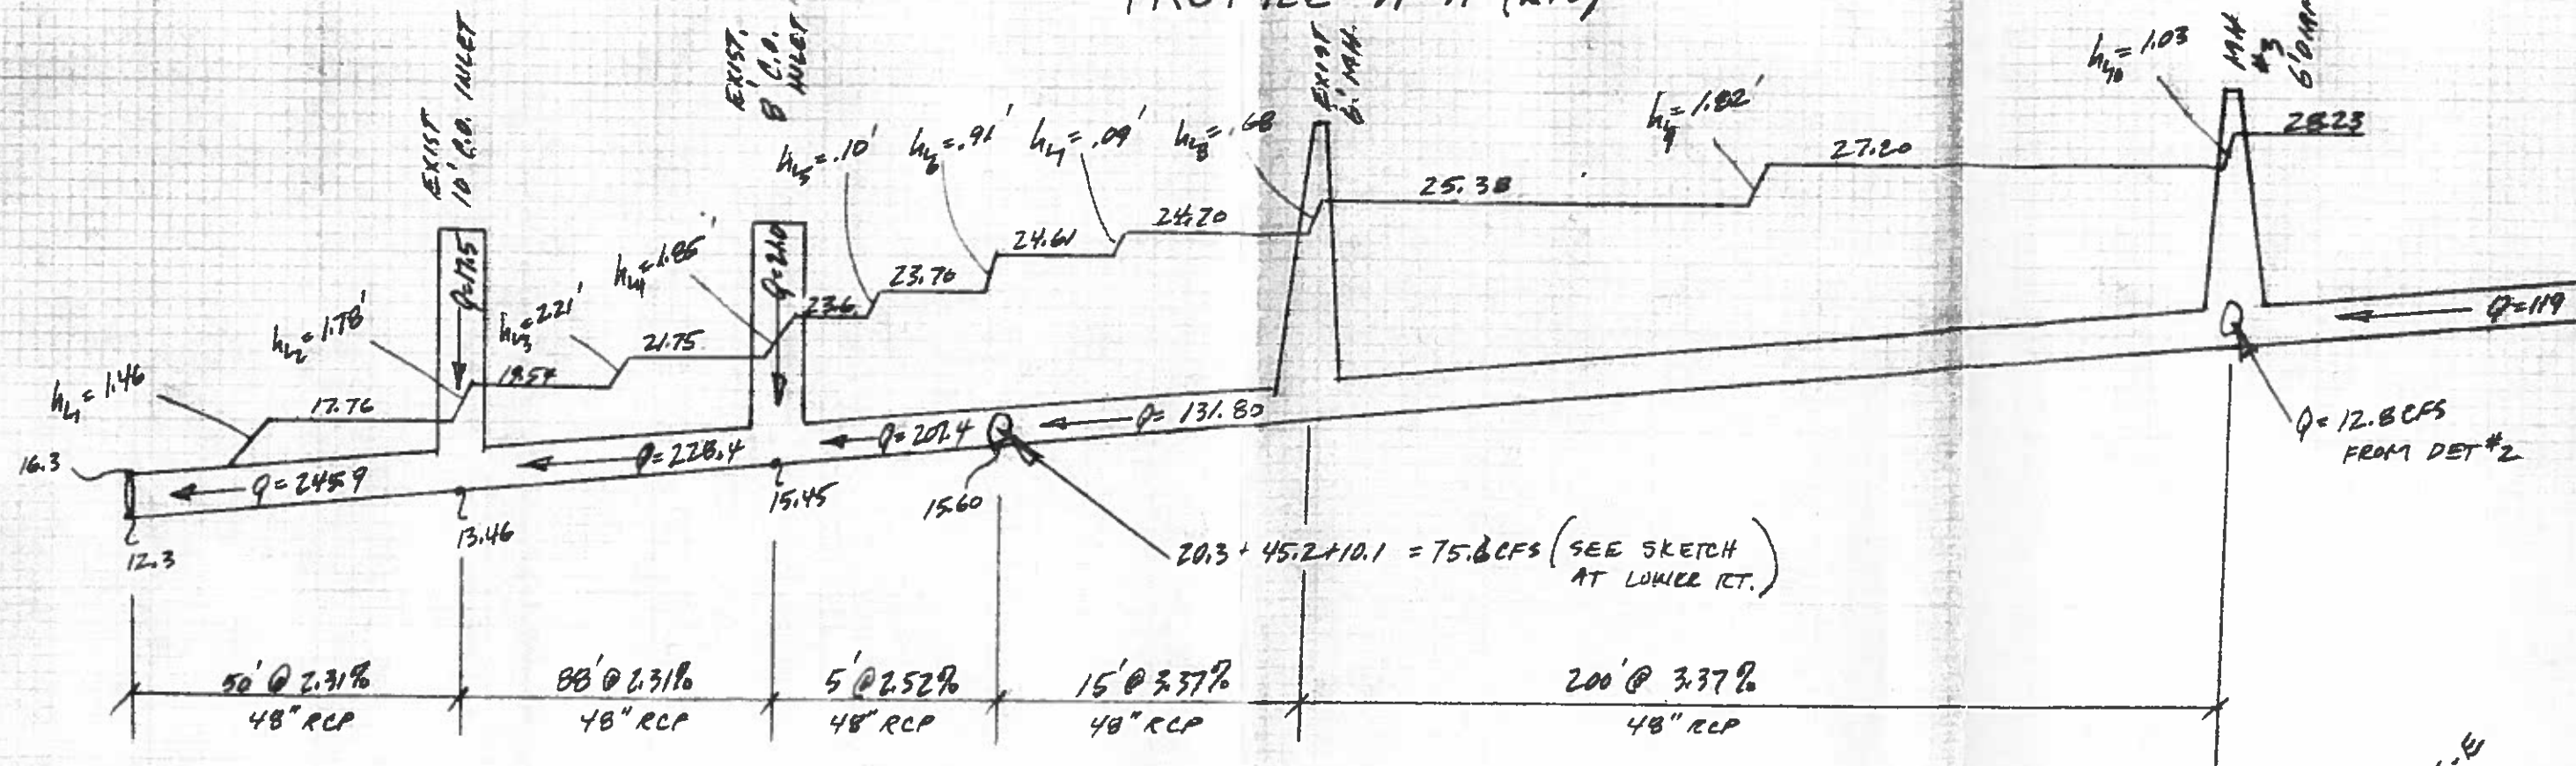 PROFILE A-A
EXIST
10' C.O. INLET
EXIST.
8' C.O.
INLET
EXIST
6' MH.
MH
#3
hL1= 1.46
hL2= 1.78'
hL3= 2.21'
hL4= 1.85'
hL5= .10'
hL6= .91'
hL7= .09'
hL8= .68
hL9= 1.82'
hL10= 1.03
17.76
19.54
21.75
23.6
23.70
24.61
24.70
25.38
27.20
28.23
Q=17.5
Q=21.0
16.3
Q=245.9
Q=228.4
Q=207.4
Q= 131.80
Q=119
12.3
13.46
15.45
15.60
Q= 12.8 CFS
FROM DET #2
20.3 + 45.2+10.1 = 75.6 CFS (SEE SKETCH
AT LOWER RT.)
50' @ 2.31%
48" RCP
88' @ 2.31%
48" RCP
5' @ 2.52%
48" RCP
15' @ 3.37%
48" RCP
200' @ 3.37%
48" RCP